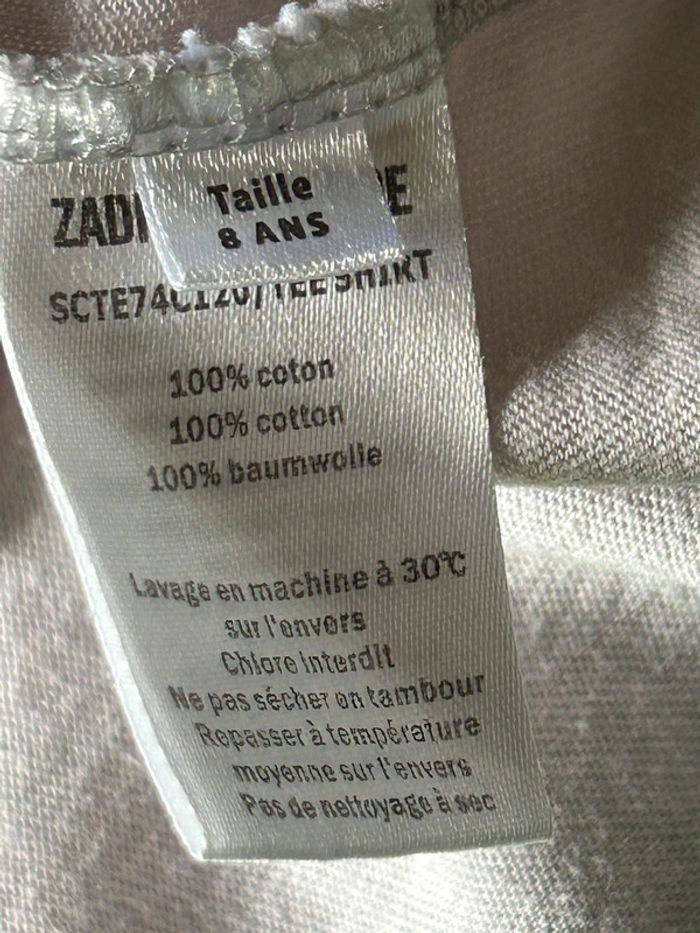 Taille
8 ANS
100% coton
100% cotton
100% baumwolle
Lavage en machine à 30°C
sur l'envers
Chlore interdit
Ne pas sécher en tambour
Repasser à température
moyenne sur l'envers
Pas de nettoyage à sec